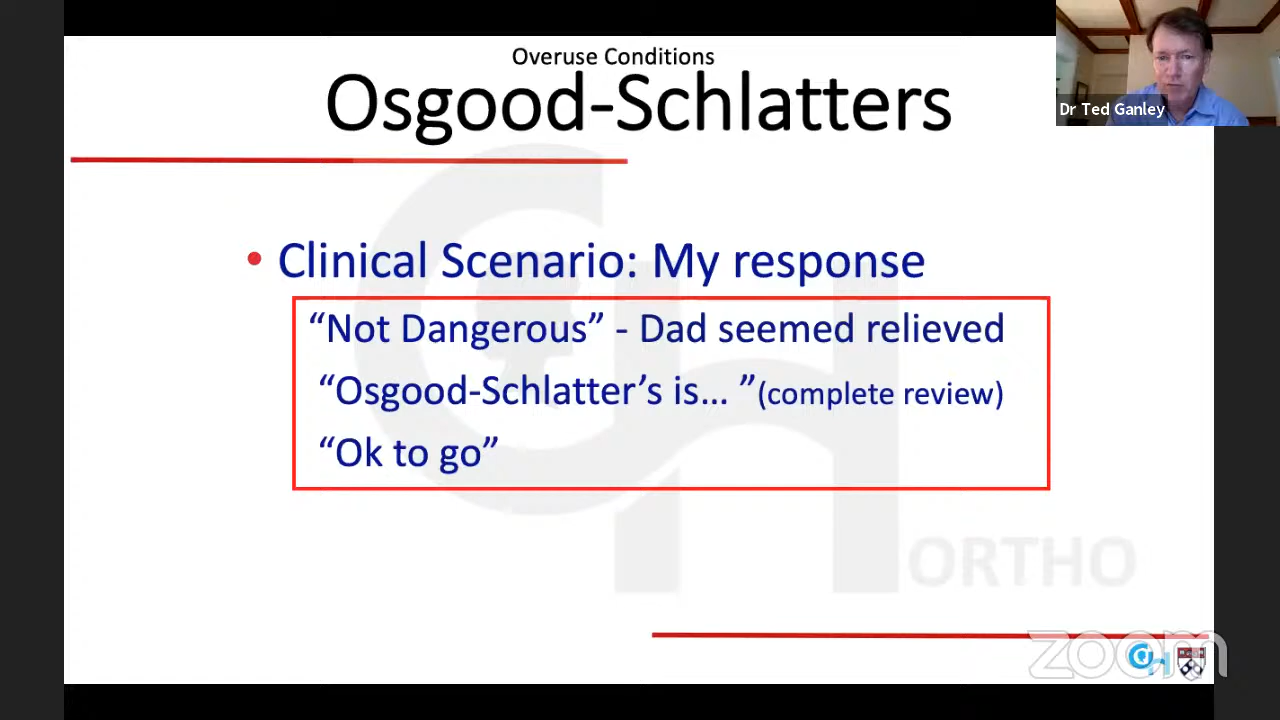 Overuse Conditions
Osgood-Schlatters
Dr Ted Ganley
• Clinical Scenario: My response
“Not Dangerous” - Dad seemed relieved
“Osgood-Schlatter’s is… ”(complete review)
“Ok to go”
ORTHO
zoom